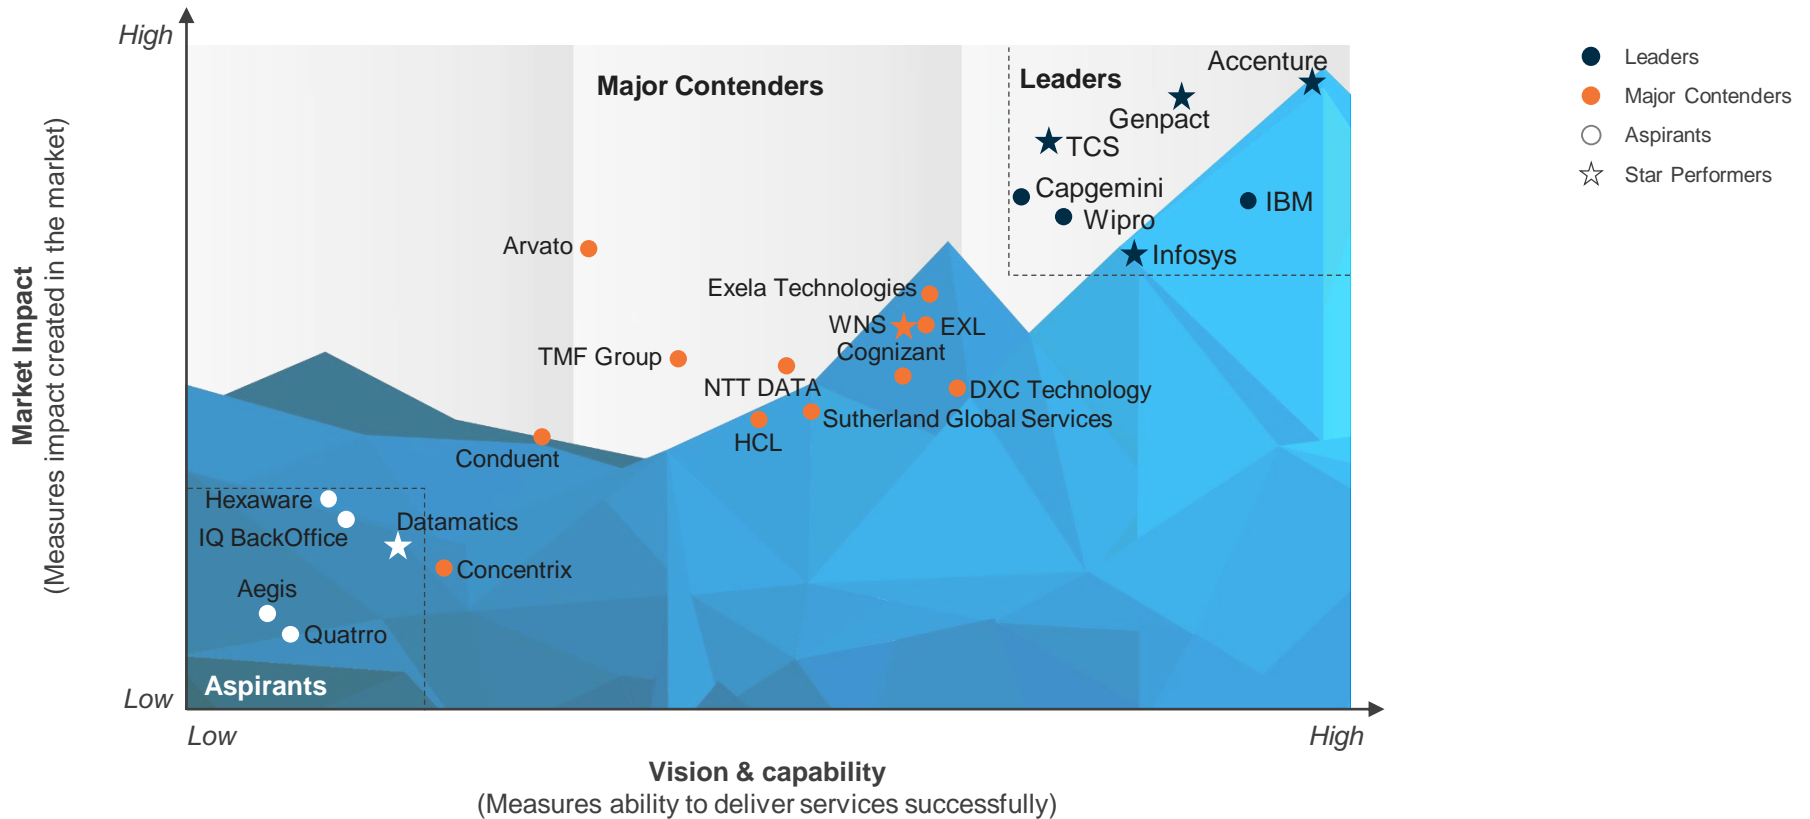 High
Market Impact
(Measures impact created in the market)
Low
Low
High
Vision & capability
(Measures ability to deliver services successfully)
Major Contenders
Leaders
Accenture
Genpact
TCS
Capgemini
Wipro
IBM
Infosys
Arvato
Exela Technologies
WNS
EXL
Cognizant
TMF Group
NTT DATA
DXC Technology
Sutherland Global Services
HCL
Conduent
Hexaware
IQ BackOffice
Datamatics
Concentrix
Aegis
Quatrro
Aspirants
Leaders
Major Contenders
Aspirants
Star Performers